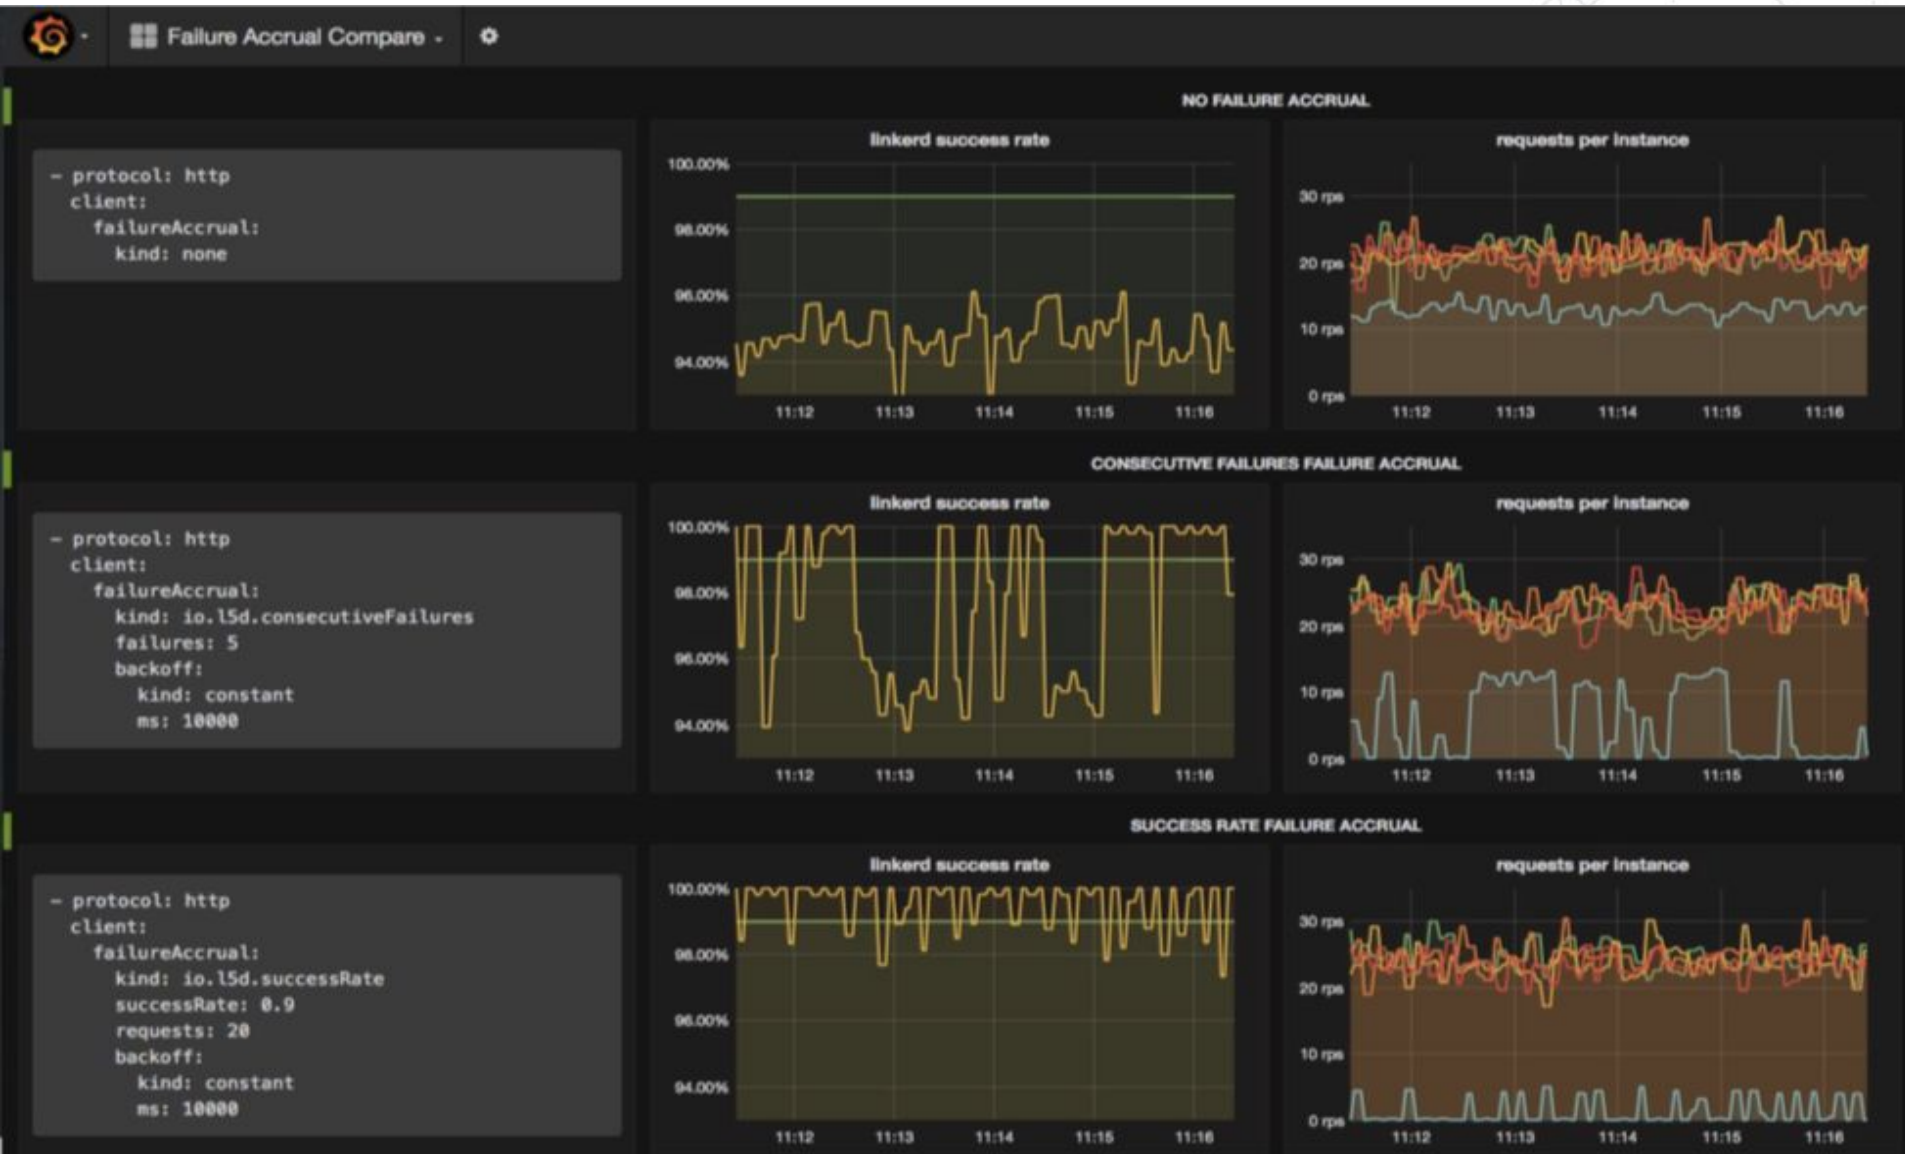 Failure Accrual Compare
NO FAILURE ACCRUAL
- protocol: http
client:
failureAccrual:
kind: none
linkerd success rate
100.00%
98.00%
96.00%
94.00%
11:12 11:13 11:14 11:15 11:16
requests per instance
30 rps
20 rps
10 rps
0 rps
11:12 11:13 11:14 11:15 11:16
CONSECUTIVE FAILURES FAILURE ACCRUAL
- protocol: http
client:
failureAccrual:
kind: io.l5d.consecutiveFailures
failures: 5
backoff:
kind: constant
ms: 10000
linkerd success rate
100.00%
98.00%
96.00%
94.00%
11:12 11:13 11:14 11:15 11:16
requests per instance
30 rps
20 rps
10 rps
0 rps
11:12 11:13 11:14 11:15 11:16
SUCCESS RATE FAILURE ACCRUAL
- protocol: http
client:
failureAccrual:
kind: io.l5d.successRate
successRate: 0.9
requests: 20
backoff:
kind: constant
ms: 10000
linkerd success rate
100.00%
98.00%
96.00%
94.00%
11:12 11:13 11:14 11:15 11:16
requests per instance
30 rps
20 rps
10 rps
0 rps
11:12 11:13 11:14 11:15 11:16